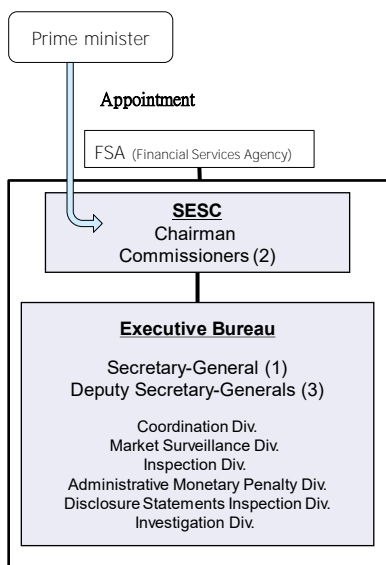 Prime minister
Appointment
FSA (Financial Services Agency)
SESC
Chairman
Commissioners (2)
Executive Bureau
Secretary-General (1)
Deputy Secretary-Generals (3)
Coordination Div.
Market Surveillance Div.
Inspection Div.
Administrative Monetary Penalty Div.
Disclosure Statements Inspection Div.
Investigation Div.